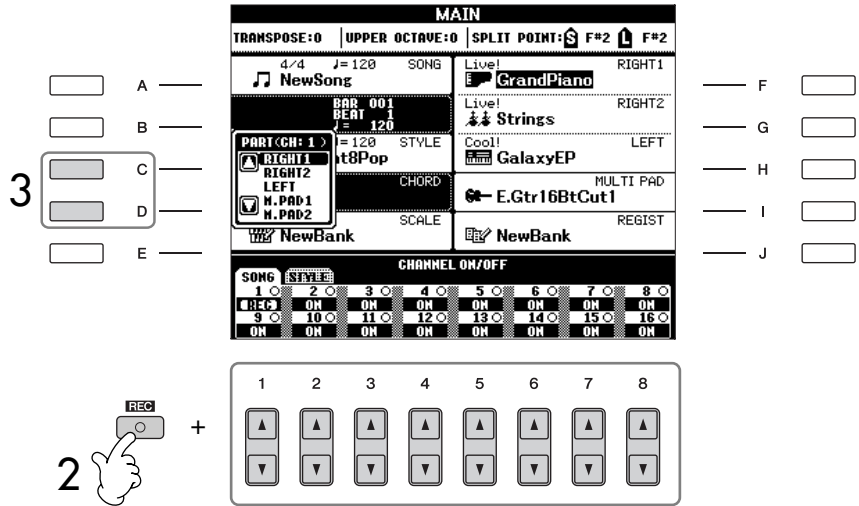 MAIN
TRANSPOSE:0 UPPER OCTAVE:0 SPLIT POINT: S F#2 L F#2
4/4 ♩=120 SONG
NewSong
Live! RIGHT1
GrandPiano
BAR 001
BEAT 1
♩= 120
Live! RIGHT2
Strings
PART(CH: 1 )
RIGHT1
RIGHT2
LEFT
M.PAD1
M.PAD2
♩=120 STYLE
nt8Pop
Cool! LEFT
GalaxyEP
CHORD
MULTI PAD
E.Gtr16BtCut1
SCALE
NewBank
REGIST
NewBank
CHANNEL ON/OFF
SONG STYLE
1 2 3 4 5 6 7 8
REC ON ON ON ON ON ON ON
9 10 11 12 13 14 15 16
ON ON ON ON ON ON ON ON
A
B
C
D
E
F
G
H
I
J
3
1 2 3 4 5 6 7 8
REC
+
2